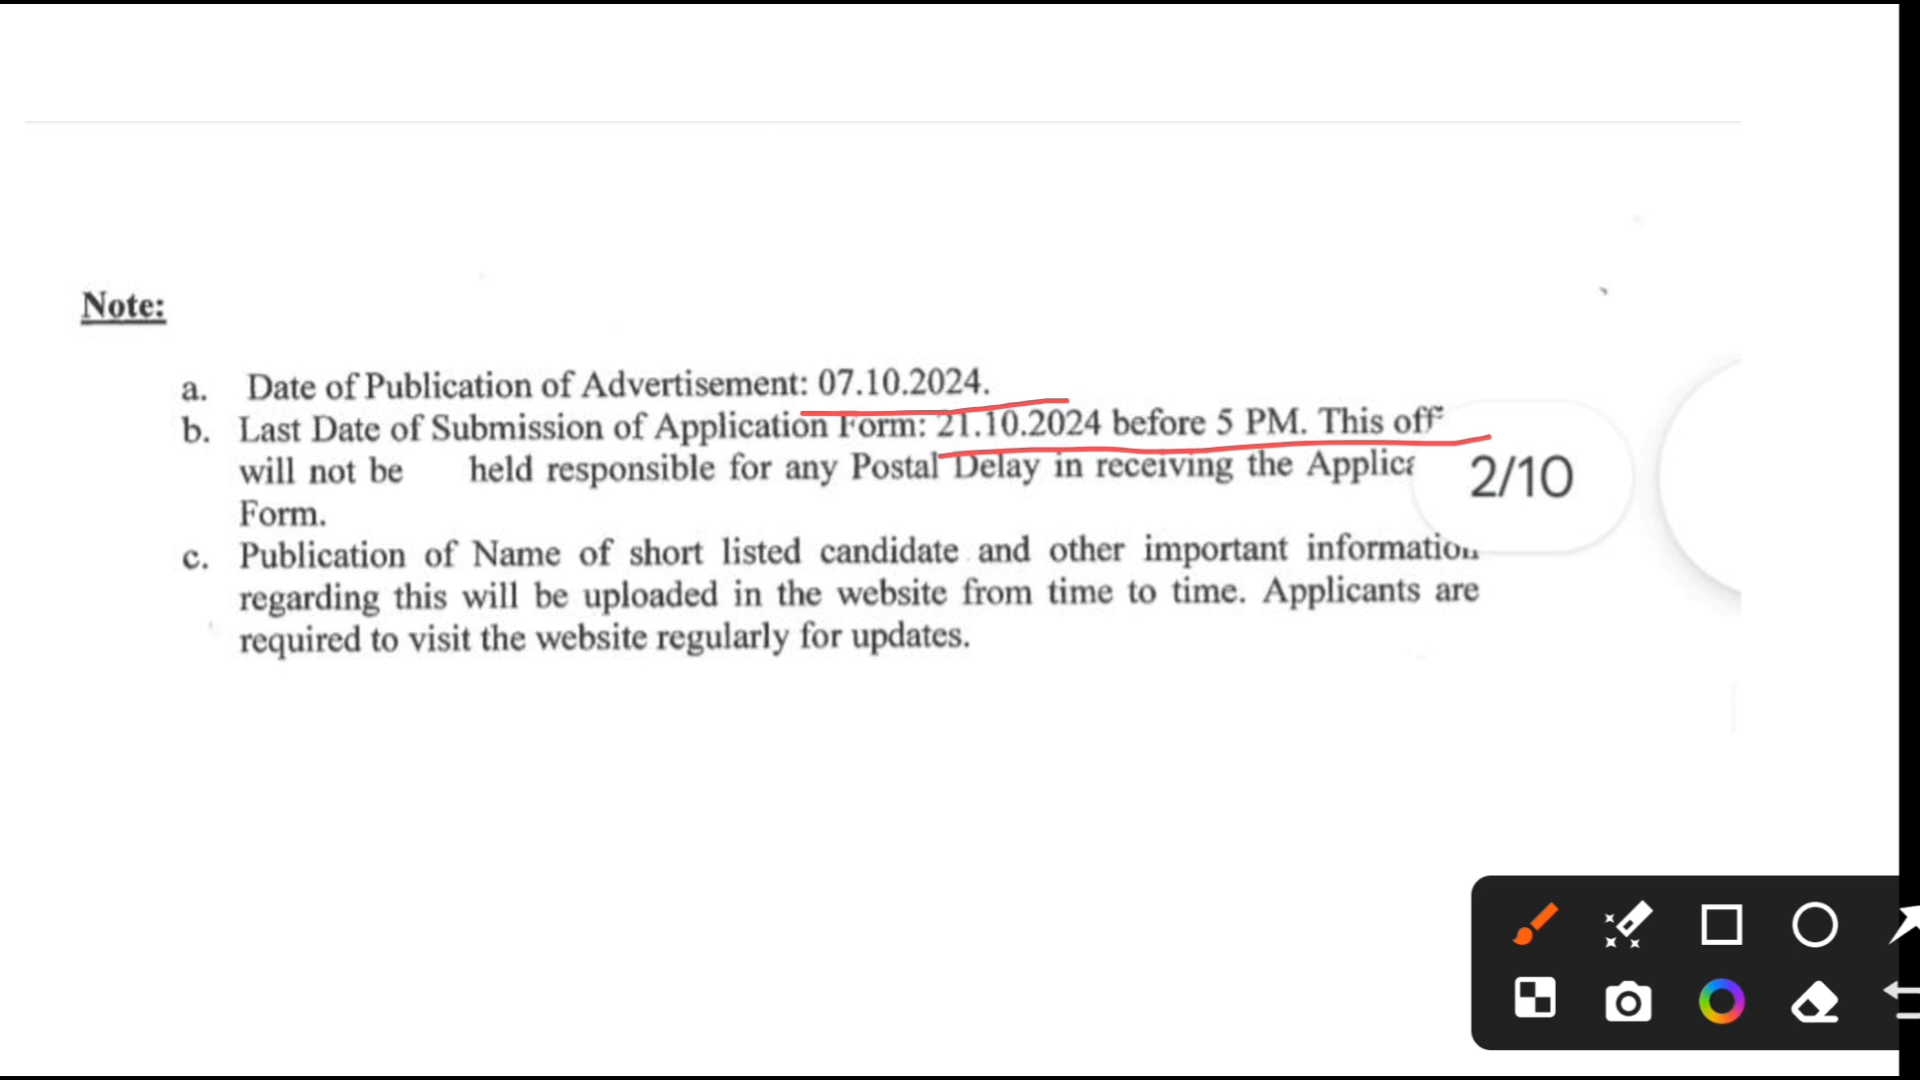 Note:
a. Date of Publication of Advertisement: 07.10.2024.
b. Last Date of Submission of Application Form: 21.10.2024 before 5 PM. This
will not be held responsible for any Postal Delay in receiving the
Form.
2/10
c. Publication of Name of short listed candidate and other important information
regarding this will be uploaded in the website from time to time. Applicants are
required to visit the website regularly for updates.